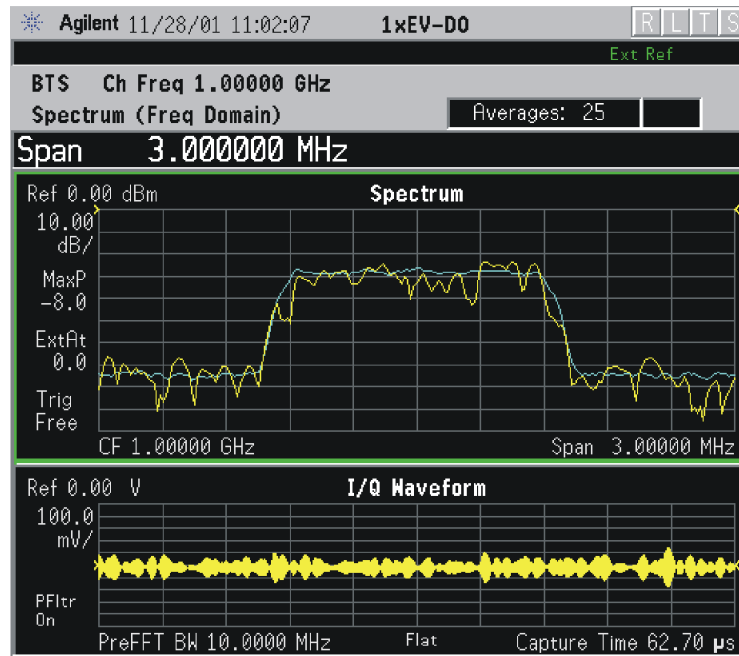 Agilent 11/28/01 11:02:07 1xEV-DO R L T S
Ext Ref
BTS Ch Freq 1.00000 GHz
Spectrum (Freq Domain) Averages: 25
Span 3.000000 MHz
Ref 0.00 dBm Spectrum
10.00
dB/
MaxP
-8.0
ExtAt
0.0
Trig
Free
CF 1.00000 GHz Span 3.00000 MHz
Ref 0.00 V I/Q Waveform
100.0
mV/
PFltr
On
PreFFT BW 10.0000 MHz Flat Capture Time 62.70 µs